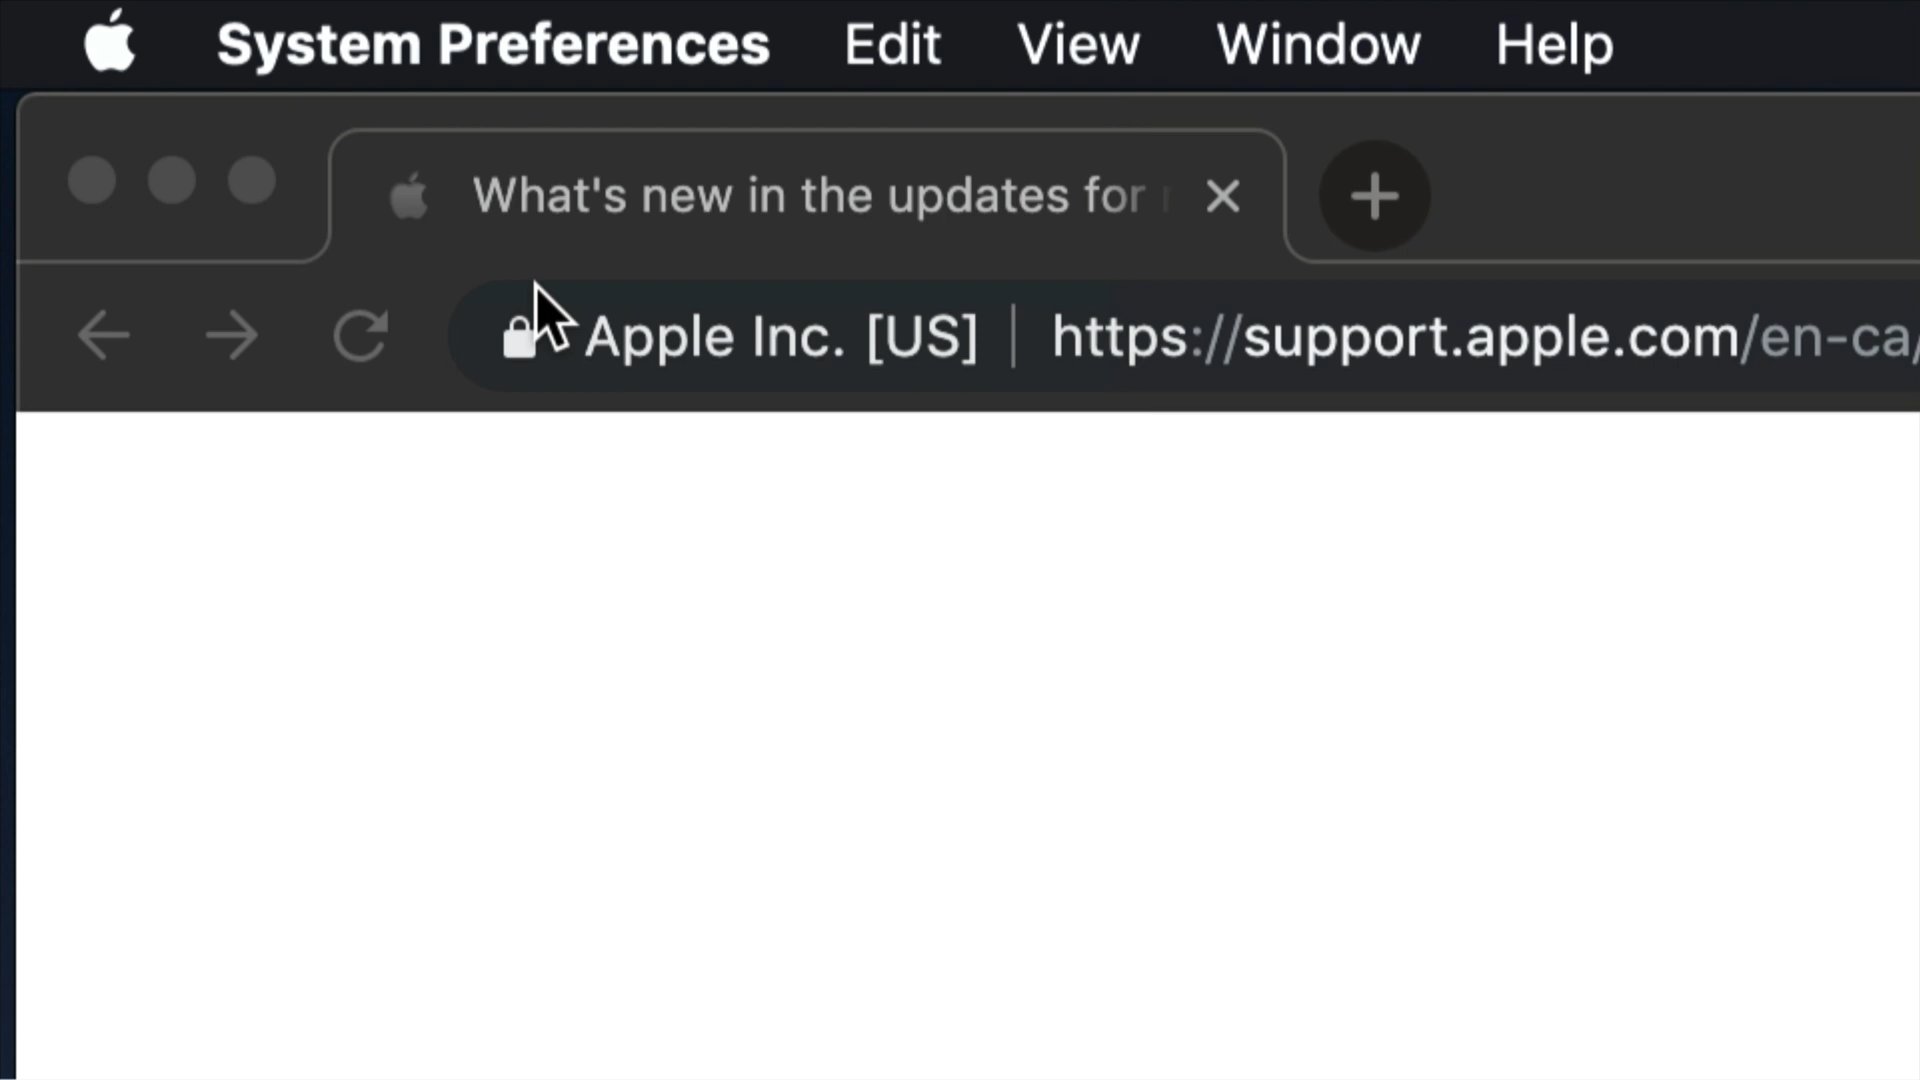 System Preferences Edit View Window Help
What's new in the updates for
Apple Inc. [US] | https://support.apple.com/en-ca/